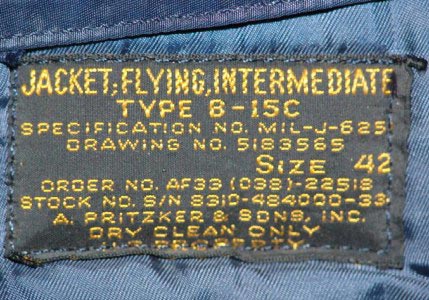 JACKET, FLYING, INTERMEDIATE
TYPE B-15C
SPECIFICATION NO. MIL-J-625
DRAWING NO. 5183565
SIZE 42
ORDER NO. AF33 (038)-22518
STOCK NO. S/N 8310-484000-33
A. PRITZKER & SONS, INC.
DRY CLEAN ONLY
U.S. PROPERTY